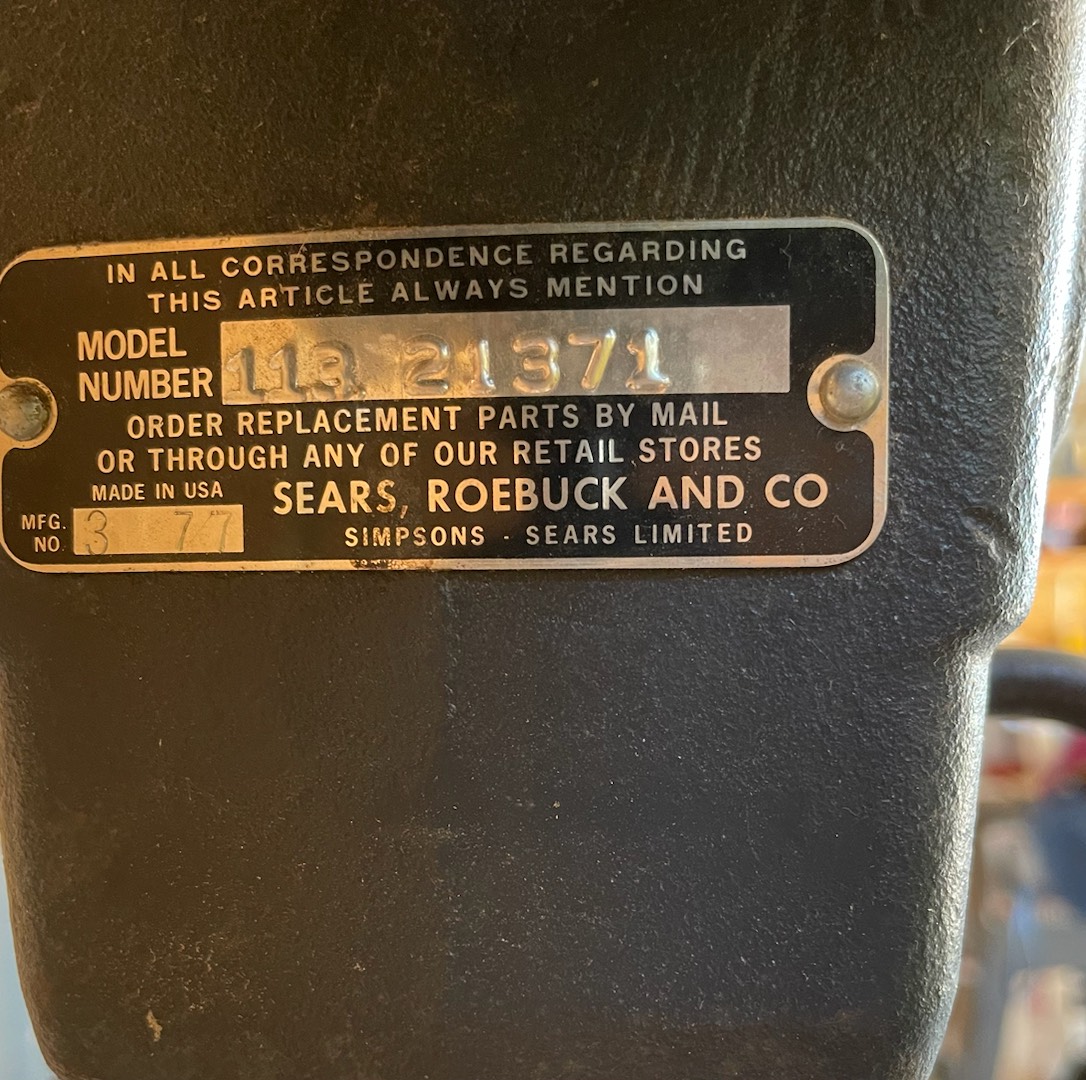 IN ALL CORRESPONDENCE REGARDING
THIS ARTICLE ALWAYS MENTION
MODEL
NUMBER 113 21371
ORDER REPLACEMENT PARTS BY MAIL
OR THROUGH ANY OF OUR RETAIL STORES
MADE IN USA SEARS, ROEBUCK AND CO
MFG.
NO. 3 77 SIMPSONS - SEARS LIMITED